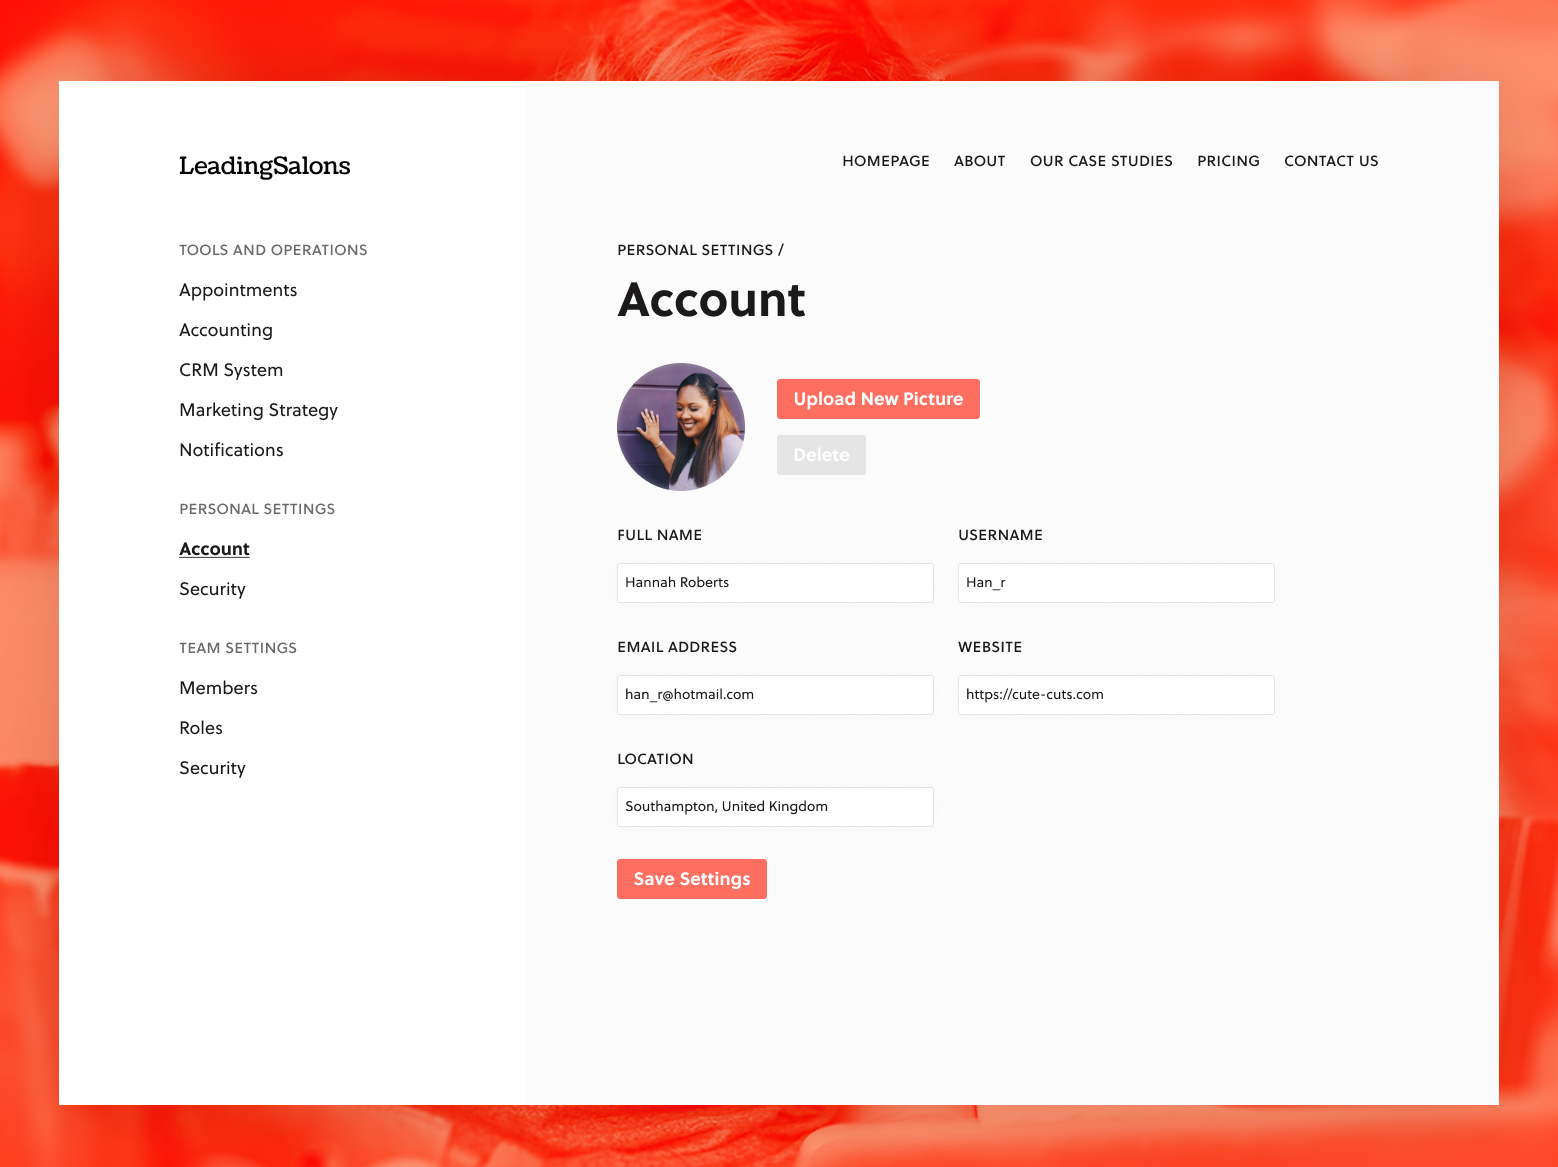 LeadingSalons
HOMEPAGE ABOUT OUR CASE STUDIES PRICING CONTACT US
TOOLS AND OPERATIONS
Appointments
Accounting
CRM System
Marketing Strategy
Notifications
PERSONAL SETTINGS
Account
Security
TEAM SETTINGS
Members
Roles
Security
PERSONAL SETTINGS /
Account
Upload New Picture
Delete
FULL NAME
Hannah Roberts
USERNAME
Han_r
EMAIL ADDRESS
han_r@hotmail.com
WEBSITE
https://cute-cuts.com
LOCATION
Southampton, United Kingdom
Save Settings